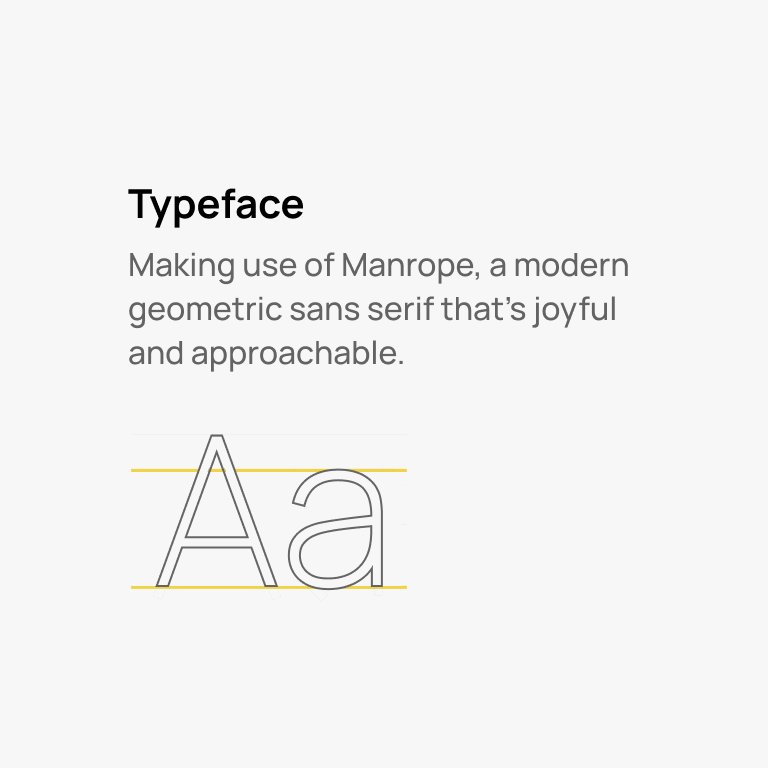 Typeface
Making use of Manrope, a modern
geometric sans serif that’s joyful
and approachable.
Aa